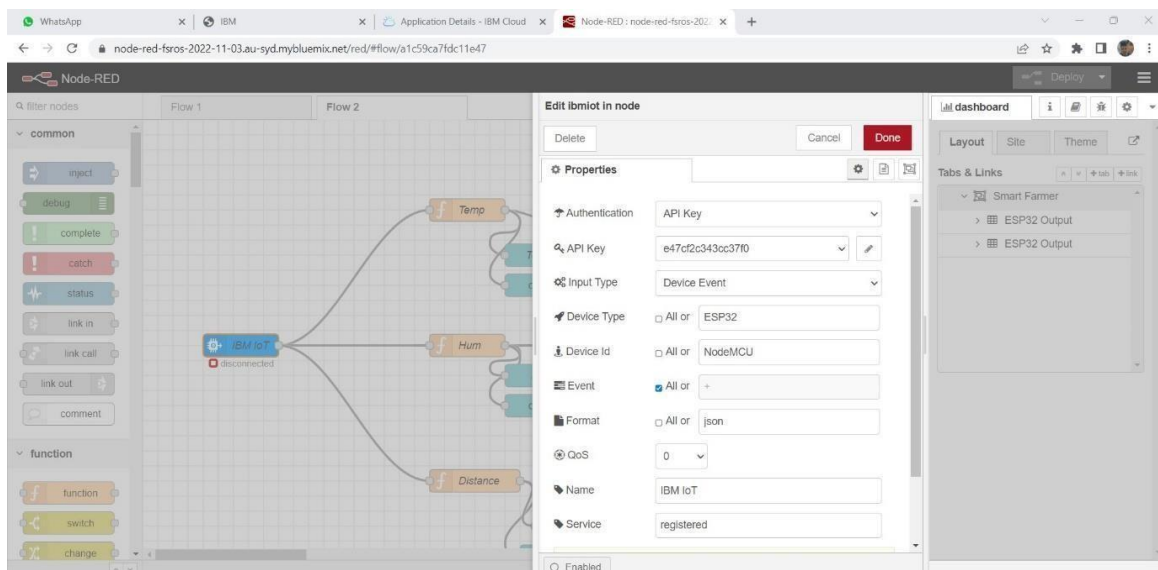 WhatsApp
IBM
Application Details - IBM Cloud
Node-RED : node-red-fsros-202
node-red-fsros-2022-11-03.au-syd.mybluemix.net/red/#flow/a1c59ca7fdc11e47
Node-RED
Deploy
filter nodes
Flow 1
Flow 2
Edit ibmiot in node
dashboard
common
Delete
Cancel
Done
Layout
Site
Theme
inject
Properties
Tabs & Links
tab
link
debug
Temp
Authentication
API Key
Smart Farmer
complete
API Key
e47cf2c343cc37f0
ESP32 Output
catch
Input Type
Device Event
ESP32 Output
status
Device Type
All or
ESP32
link in
IBM IoT
Hum
Device Id
All or
NodeMCU
link call
disconnected
link out
Event
All or
+
comment
Format
All or
json
function
QoS
0
function
Distance
Name
IBM IoT
switch
Service
registered
change
Enabled